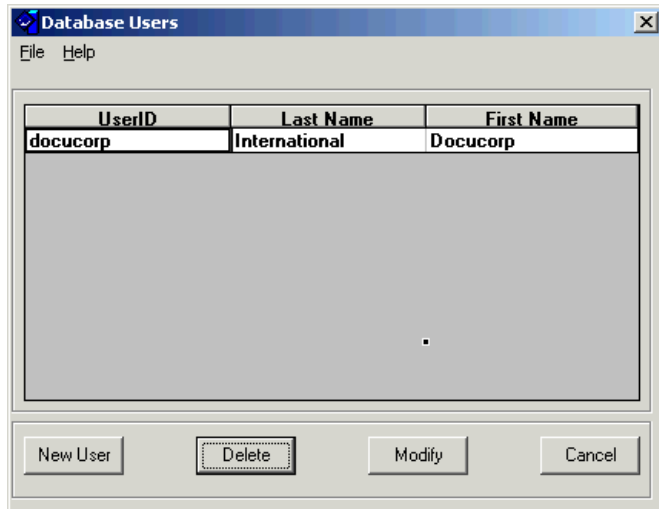 Database Users
File Help
UserID Last Name First Name
docucorp International Docucorp
New User Delete Modify Cancel